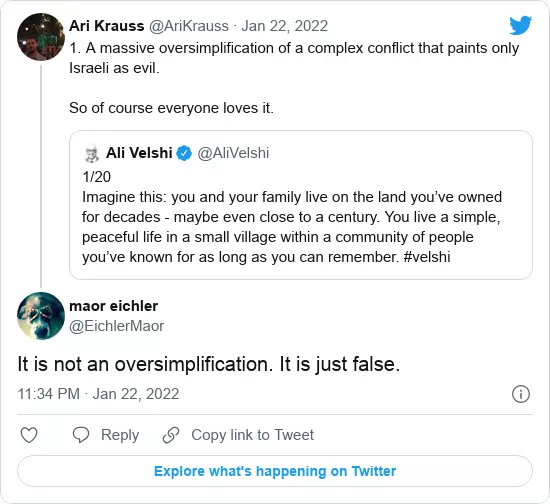 Ari Krauss @AriKrauss · Jan 22, 2022
1. A massive oversimplification of a complex conflict that paints only
Israeli as evil.
So of course everyone loves it.
Ali Velshi @AliVelshi
1/20
Imagine this: you and your family live on the land you’ve owned
for decades - maybe even close to a century. You live a simple,
peaceful life in a small village within a community of people
you’ve known for as long as you can remember. #velshi
maor eichler
@EichlerMaor
It is not an oversimplification. It is just false.
11:34 PM · Jan 22, 2022
Reply Copy link to Tweet
Explore what's happening on Twitter